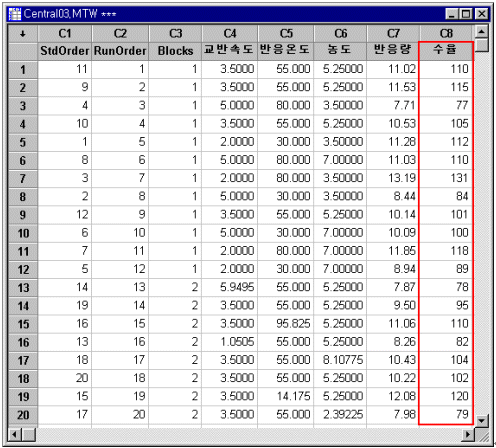 Central03.MTW ***
↓ C1 C2 C3 C4 C5 C6 C7 C8
StdOrder RunOrder Blocks 교반속도 반응온도 농도 반응량 수율
1 11 1 1 3.5000 55.000 5.25000 11.02 110
2 9 2 1 3.5000 55.000 5.25000 11.53 115
3 4 3 1 5.0000 80.000 3.50000 7.71 77
4 10 4 1 3.5000 55.000 5.25000 10.53 105
5 1 5 1 2.0000 30.000 3.50000 11.28 112
6 8 6 1 5.0000 80.000 7.00000 11.03 110
7 3 7 1 2.0000 80.000 3.50000 13.19 131
8 2 8 1 5.0000 30.000 3.50000 8.44 84
9 12 9 1 3.5000 55.000 5.25000 10.14 101
10 6 10 1 5.0000 30.000 7.00000 10.09 100
11 7 11 1 2.0000 80.000 7.00000 11.85 118
12 5 12 1 2.0000 30.000 7.00000 8.94 89
13 14 13 2 5.9495 55.000 5.25000 7.87 78
14 19 14 2 3.5000 55.000 5.25000 9.50 95
15 16 15 2 3.5000 95.825 5.25000 11.06 110
16 13 16 2 1.0505 55.000 5.25000 8.26 82
17 18 17 2 3.5000 55.000 8.10775 10.43 104
18 20 18 2 3.5000 55.000 5.25000 10.22 102
19 15 19 2 3.5000 14.175 5.25000 12.08 120
20 17 20 2 3.5000 55.000 2.39225 7.98 79